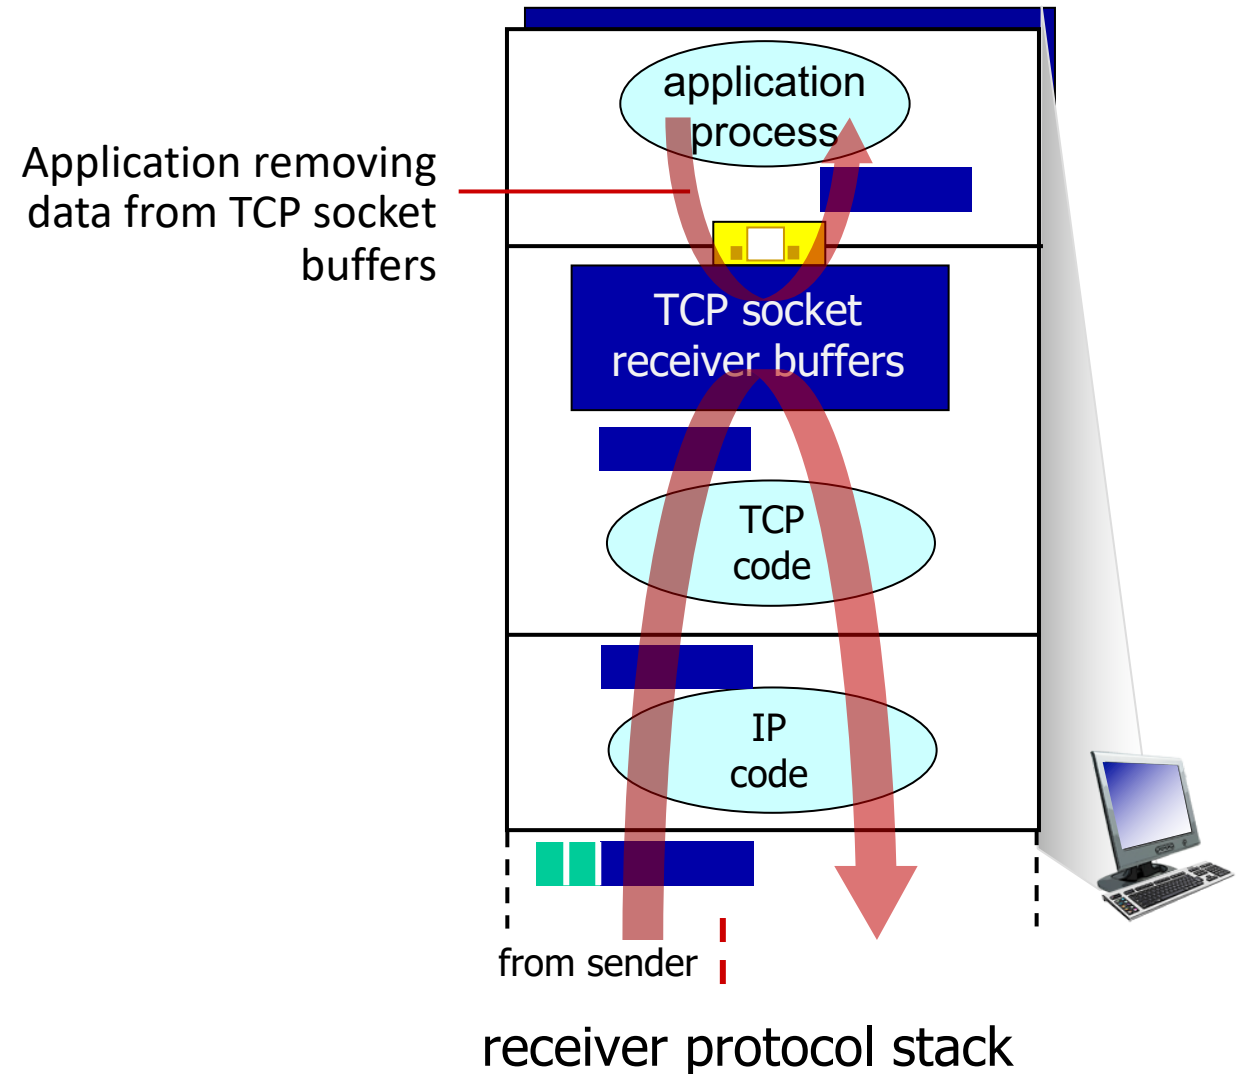 application
process
Application removing
data from TCP socket
buffers
TCP socket
receiver buffers
TCP
code
IP
code
from sender
receiver protocol stack